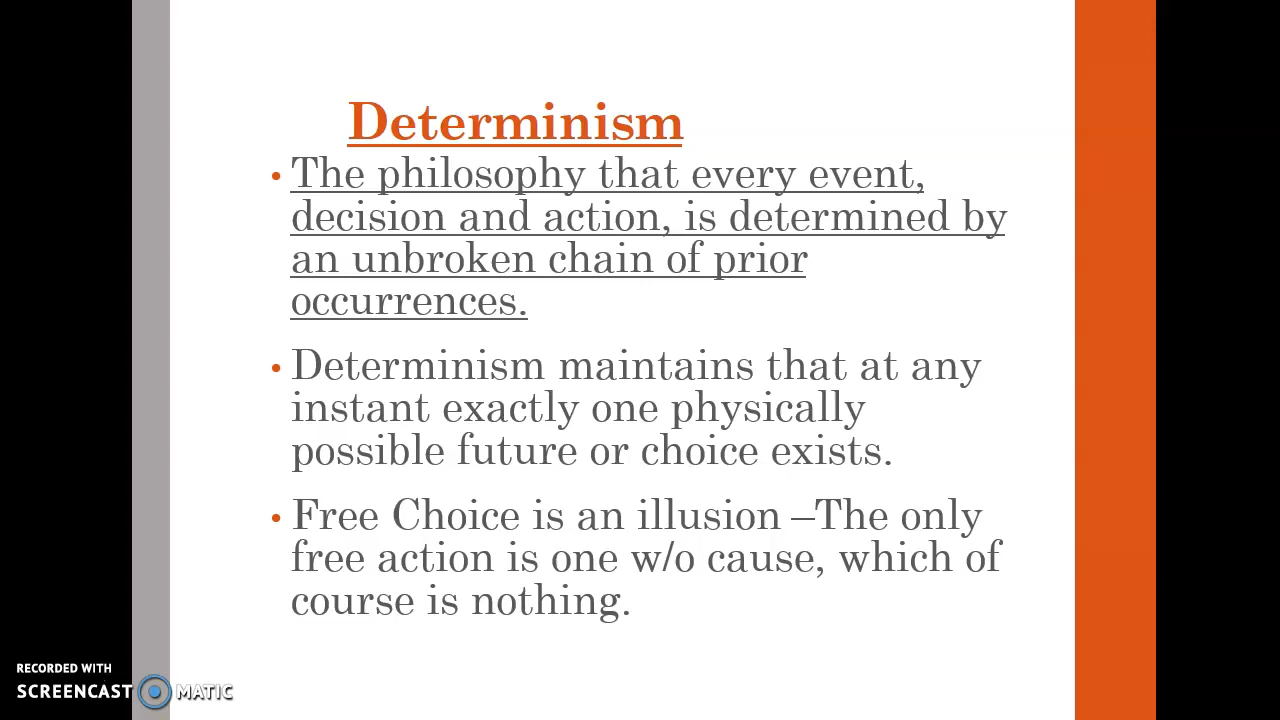 Determinism
• The philosophy that every event,
decision and action, is determined by
an unbroken chain of prior
occurrences.
• Determinism maintains that at any
instant exactly one physically
possible future or choice exists.
• Free Choice is an illusion –The only
free action is one w/o cause, which of
course is nothing.
RECORDED WITH
SCREENCAST MATIC